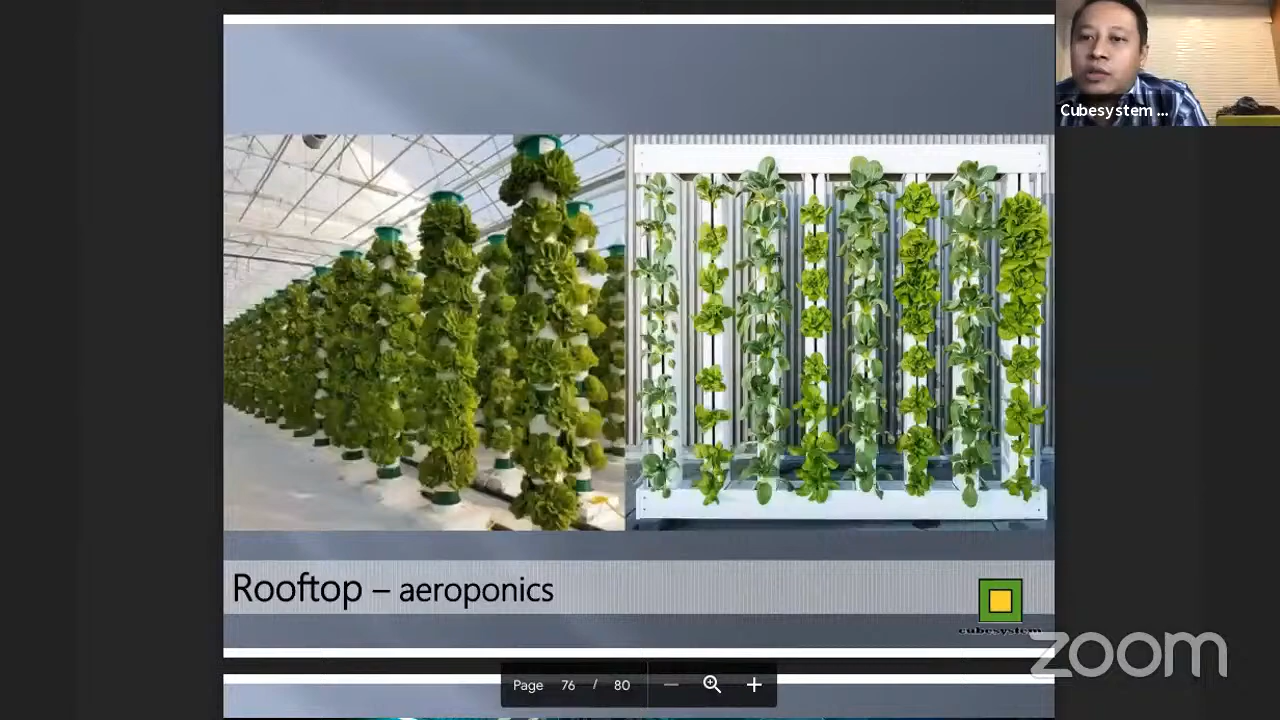 Cubesystem ...
Rooftop – aeroponics
cubesystem
zoom
Page 76 / 80